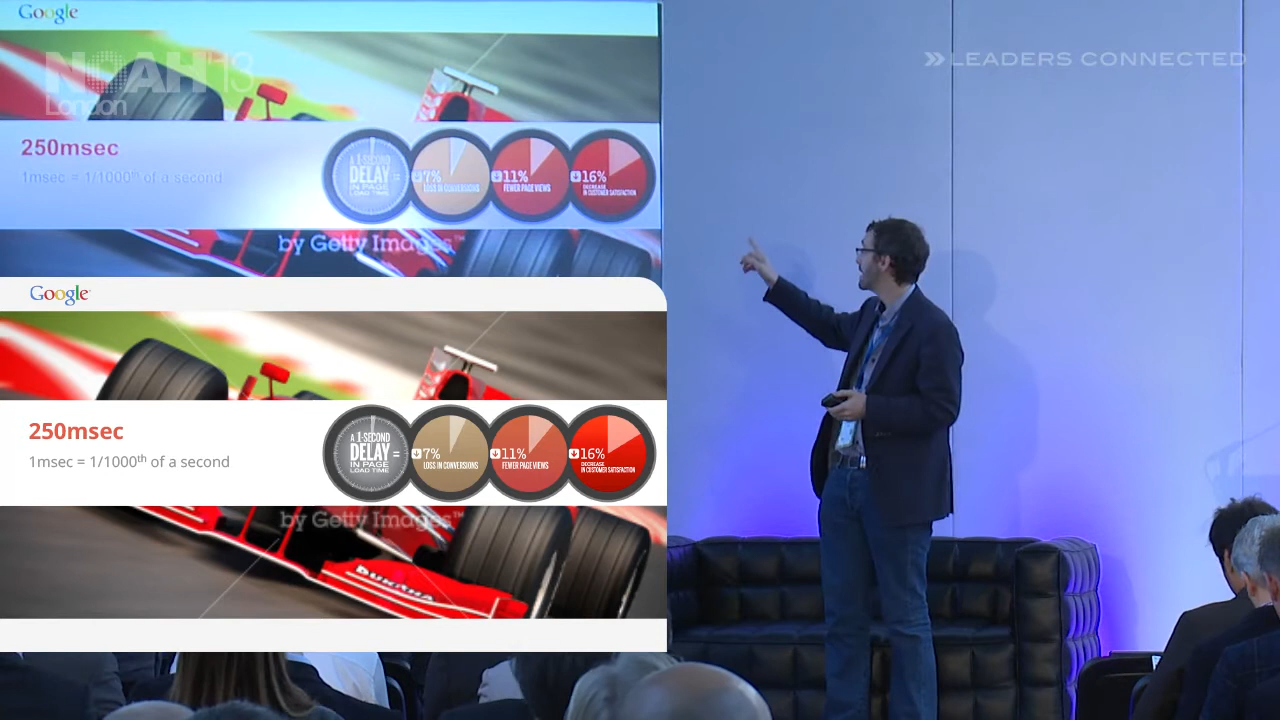 Google
NOAH13
London
LEADERS CONNECTED
250msec
1msec = 1/1000th of a second
A 1-SECOND
DELAY
IN PAGE
LOAD TIME
=
7%
LOSS IN CONVERSIONS
11%
FEWER PAGE VIEWS
16%
DECREASE
IN CUSTOMER SATISFACTION
by Getty Images™
Google
250msec
1msec = 1/1000th of a second
A 1-SECOND
DELAY
IN PAGE
LOAD TIME
=
7%
LOSS IN CONVERSIONS
11%
FEWER PAGE VIEWS
16%
DECREASE
IN CUSTOMER SATISFACTION
by Getty Images™